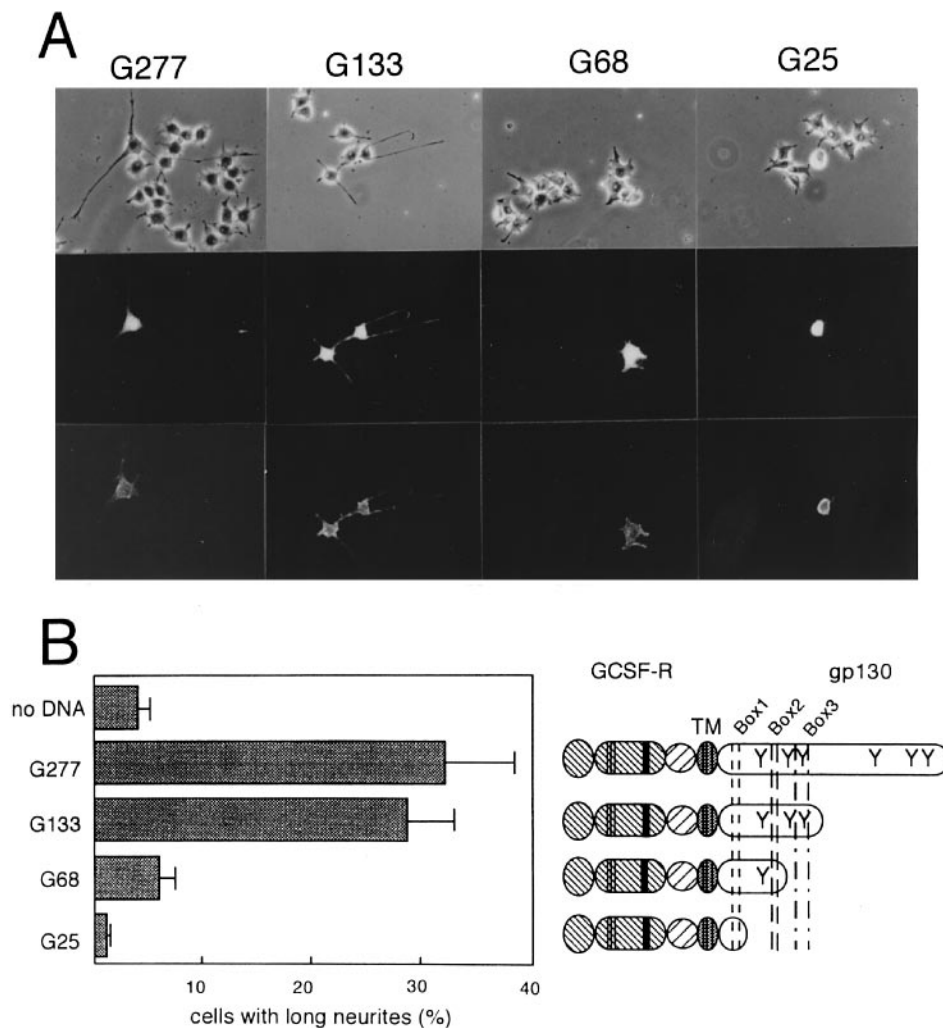 A
G277 G133 G68 G25
B
GCSF-R gp130
TM Box1 Box2 Box3
no DNA
Y Y Y Y Y Y
G277
G133
Y Y Y
G68
Y
G25
10 20 30 40
cells with long neurites (%)